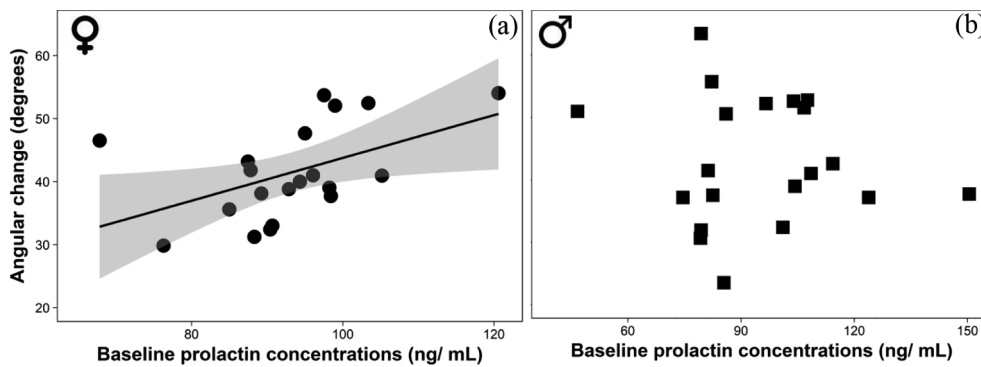 (a)
(b)
Angular change (degrees)
60
50
40
30
20
80
100
120
Baseline prolactin concentrations (ng/ mL)
60
90
120
150
Baseline prolactin concentrations (ng/ mL)